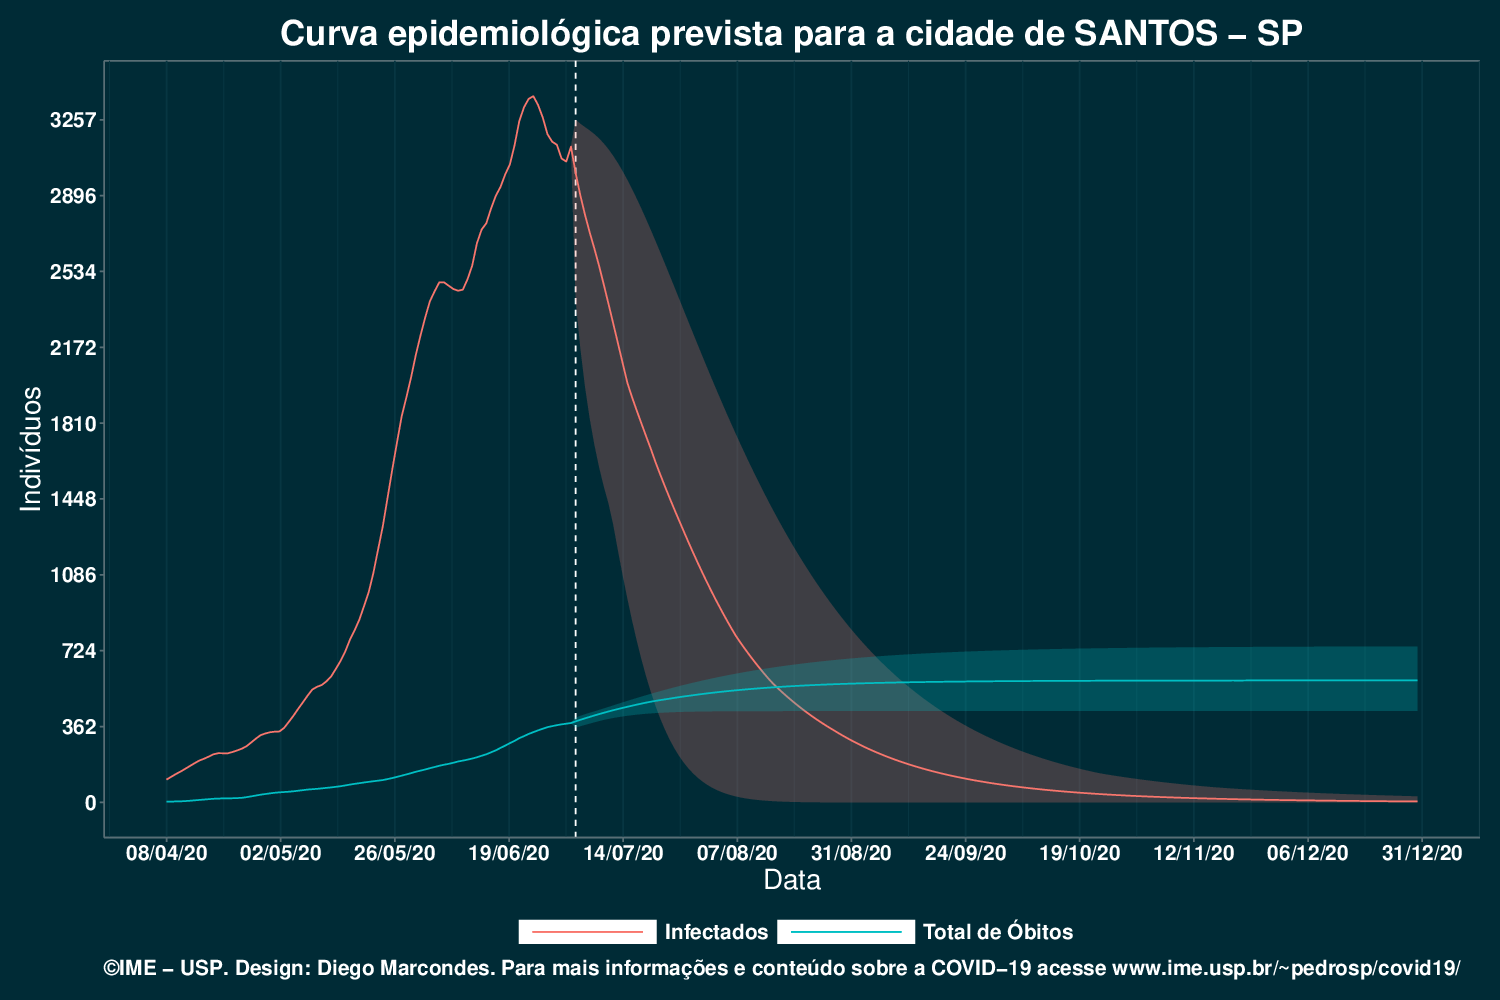 Curva epidemiológica prevista para a cidade de SANTOS – SP
Indivíduos
3257
2896
2534
2172
1810
1448
1086
724
362
0
08/04/20 02/05/20 26/05/20 19/06/20 14/07/20 07/08/20 31/08/20 24/09/20 19/10/20 12/11/20 06/12/20 31/12/20
Data
Infectados Total de Óbitos
©IME – USP. Design: Diego Marcondes. Para mais informações e conteúdo sobre a COVID–19 acesse www.ime.usp.br/~pedrosp/covid19/